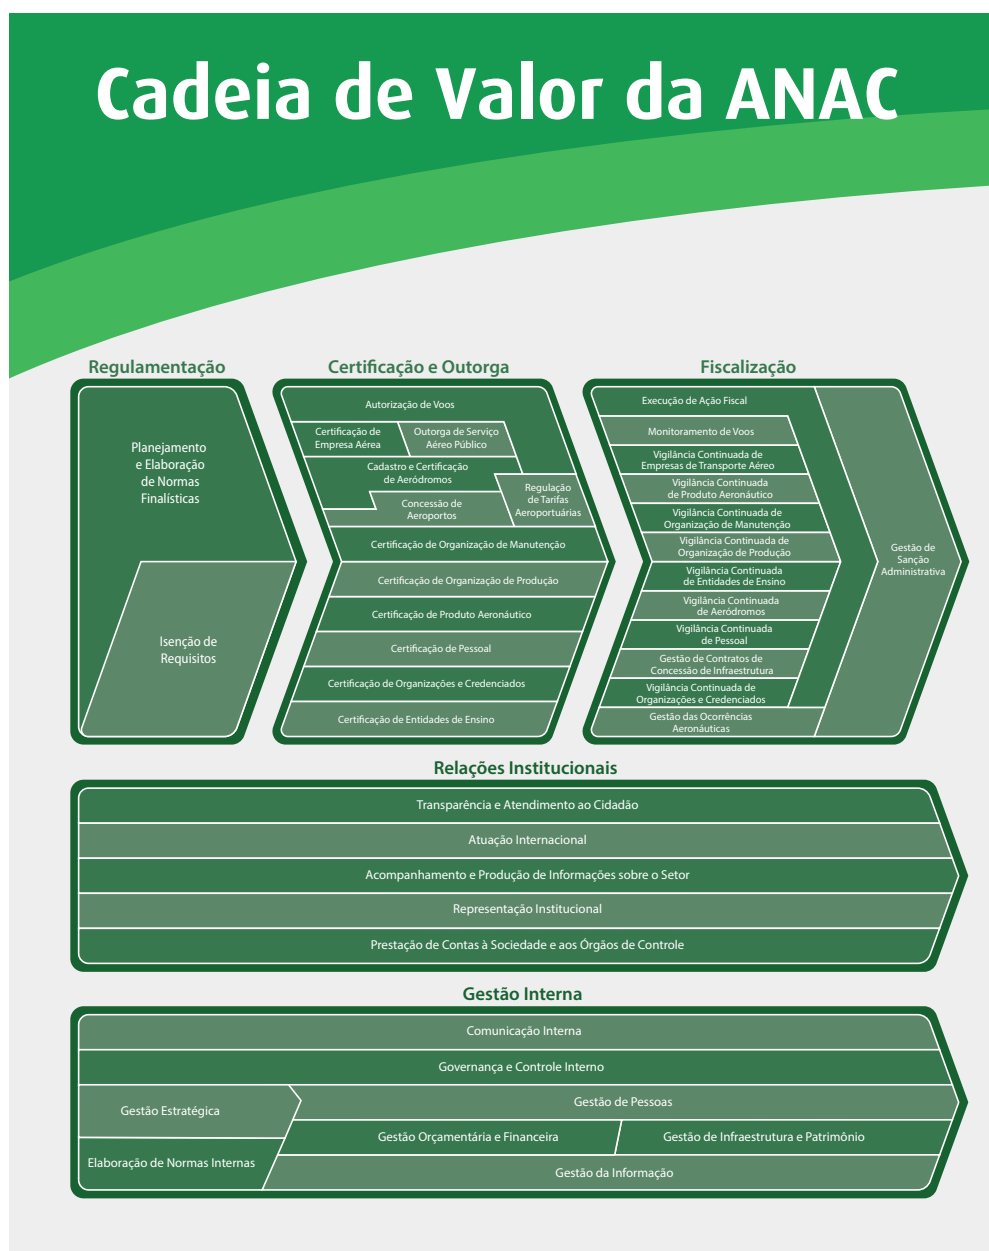 Cadeia de Valor da ANAC
Regulamentação
Planejamento
e Elaboração
de Normas
Finalísticas
Isenção de
Requisitos
Certificação e Outorga
Autorização de Voos
Certificação de
Empresa Aérea
Outorga de Serviço
Aéreo Público
Cadastro e Certificação
de Aeródromos
Concessão de
Aeroportos
Regulação
de Tarifas
Aeroportuárias
Certificação de Organização de Manutenção
Certificação de Organização de Produção
Certificação de Produto Aeronáutico
Certificação de Pessoal
Certificação de Organizações e Credenciados
Certificação de Entidades de Ensino
Fiscalização
Execução de Ação Fiscal
Monitoramento de Voos
Vigilância Continuada de
Empresas de Transporte Aéreo
Vigilância Continuada
de Produto Aeronáutico
Vigilância Continuada de
Organização de Manutenção
Vigilância Continuada de
Organização de Produção
Vigilância Continuada
de Entidades de Ensino
Vigilância Continuada
de Aeródromos
Vigilância Continuada
de Pessoal
Gestão de Contratos de
Concessão de Infraestrutura
Vigilância Continuada de
Organizações e Credenciados
Gestão das Ocorrências
Aeronáuticas
Gestão de
Sanção
Administrativa
Relações Institucionais
Transparência e Atendimento ao Cidadão
Atuação Internacional
Acompanhamento e Produção de Informações sobre o Setor
Representação Institucional
Prestação de Contas à Sociedade e aos Órgãos de Controle
Gestão Interna
Comunicação Interna
Governança e Controle Interno
Gestão Estratégica
Gestão de Pessoas
Elaboração de Normas Internas
Gestão Orçamentária e Financeira
Gestão de Infraestrutura e Patrimônio
Gestão da Informação